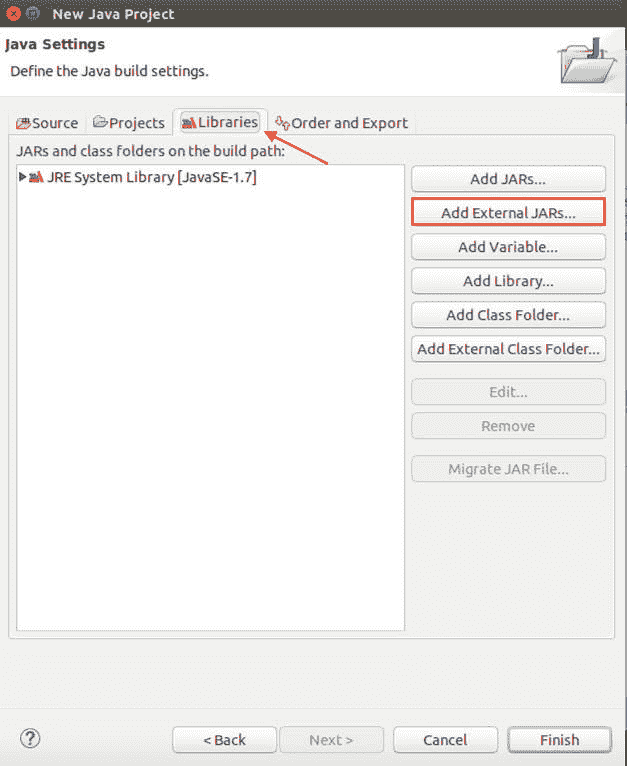 New Java Project
Java Settings
Define the Java build settings.
Source Projects Libraries Order and Export
JARs and class folders on the build path:
JRE System Library [JavaSE-1.7]
Add JARs...
Add External JARs...
Add Variable...
Add Library...
Add Class Folder...
Add External Class Folder...
Edit...
Remove
Migrate JAR File...
? < Back Next > Cancel Finish